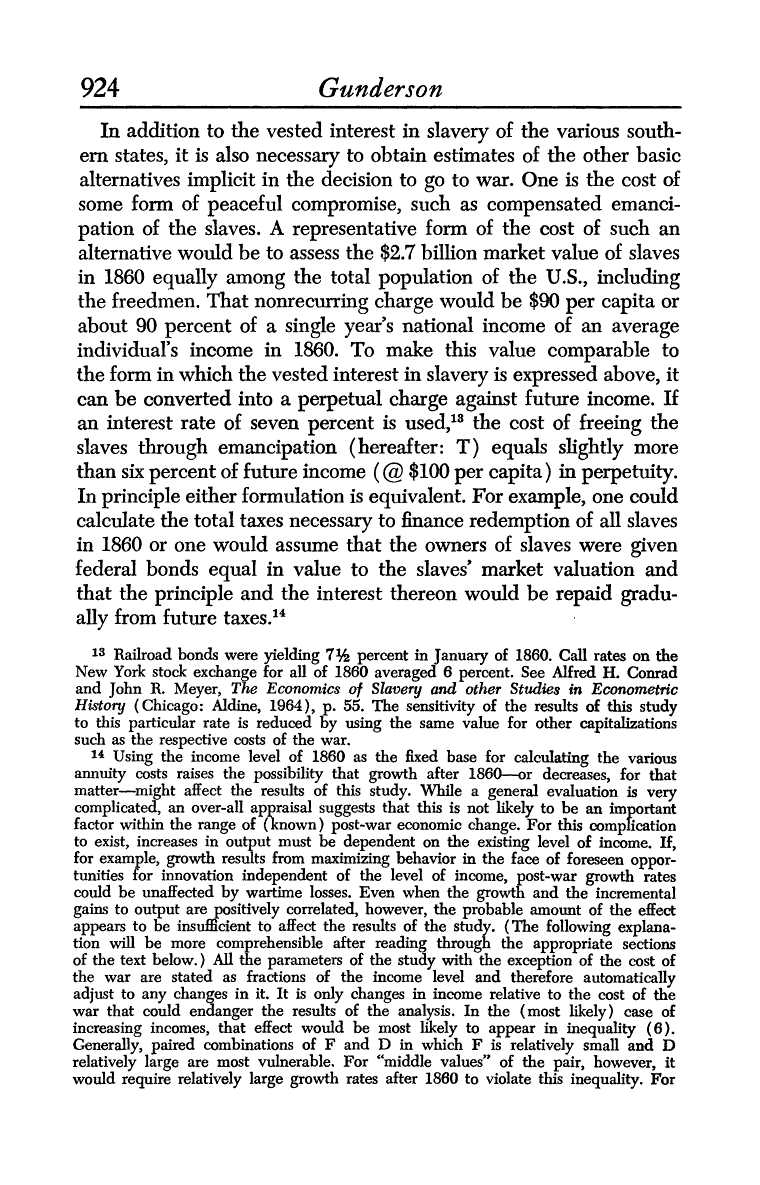 924 Gunderson
In addition to the vested interest in slavery of the various south-
ern states, it is also necessary to obtain estimates of the other basic
alternatives implicit in the decision to go to war. One is the cost of
some form of peaceful compromise, such as compensated emanci-
pation of the slaves. A representative form of the cost of such an
alternative would be to assess the $2.7 billion market value of slaves
in 1860 equally among the total population of the U.S., including
the freedmen. That nonrecurring charge would be $90 per capita or
about 90 percent of a single year's national income of an average
individual's income in 1860. To make this value comparable to
the form in which the vested interest in slavery is expressed above, it
can be converted into a perpetual charge against future income. If
an interest rate of seven percent is used,¹³ the cost of freeing the
slaves through emancipation (hereafter: T) equals slightly more
than six percent of future income (@ $100 per capita) in perpetuity.
In principle either formulation is equivalent. For example, one could
calculate the total taxes necessary to finance redemption of all slaves
in 1860 or one would assume that the owners of slaves were given
federal bonds equal in value to the slaves' market valuation and
that the principle and the interest thereon would be repaid gradu-
ally from future taxes.¹⁴
¹³ Railroad bonds were yielding 7½ percent in January of 1860. Call rates on the
New York stock exchange for all of 1860 averaged 6 percent. See Alfred H. Conrad
and John R. Meyer, The Economics of Slavery and other Studies in Econometric
History (Chicago: Aldine, 1964), p. 55. The sensitivity of the results of this study
to this particular rate is reduced by using the same value for other capitalizations
such as the respective costs of the war.
¹⁴ Using the income level of 1860 as the fixed base for calculating the various
annuity costs raises the possibility that growth after 1860—or decreases, for that
matter—might affect the results of this study. While a general evaluation is very
complicated, an over-all appraisal suggests that this is not likely to be an important
factor within the range of (known) post-war economic change. For this complication
to exist, increases in output must be dependent on the existing level of income. If,
for example, growth results from maximizing behavior in the face of foreseen oppor-
tunities for innovation independent of the level of income, post-war growth rates
could be unaffected by wartime losses. Even when the growth and the incremental
gains to output are positively correlated, however, the probable amount of the effect
appears to be insufficient to affect the results of the study. (The following explana-
tion will be more comprehensible after reading through the appropriate sections
of the text below.) All the parameters of the study with the exception of the cost of
the war are stated as fractions of the income level and therefore automatically
adjust to any changes in it. It is only changes in income relative to the cost of the
war that could endanger the results of the analysis. In the (most likely) case of
increasing incomes, that effect would be most likely to appear in inequality (6).
Generally, paired combinations of F and D in which F is relatively small and D
relatively large are most vulnerable. For “middle values” of the pair, however, it
would require relatively large growth rates after 1860 to violate this inequality. For